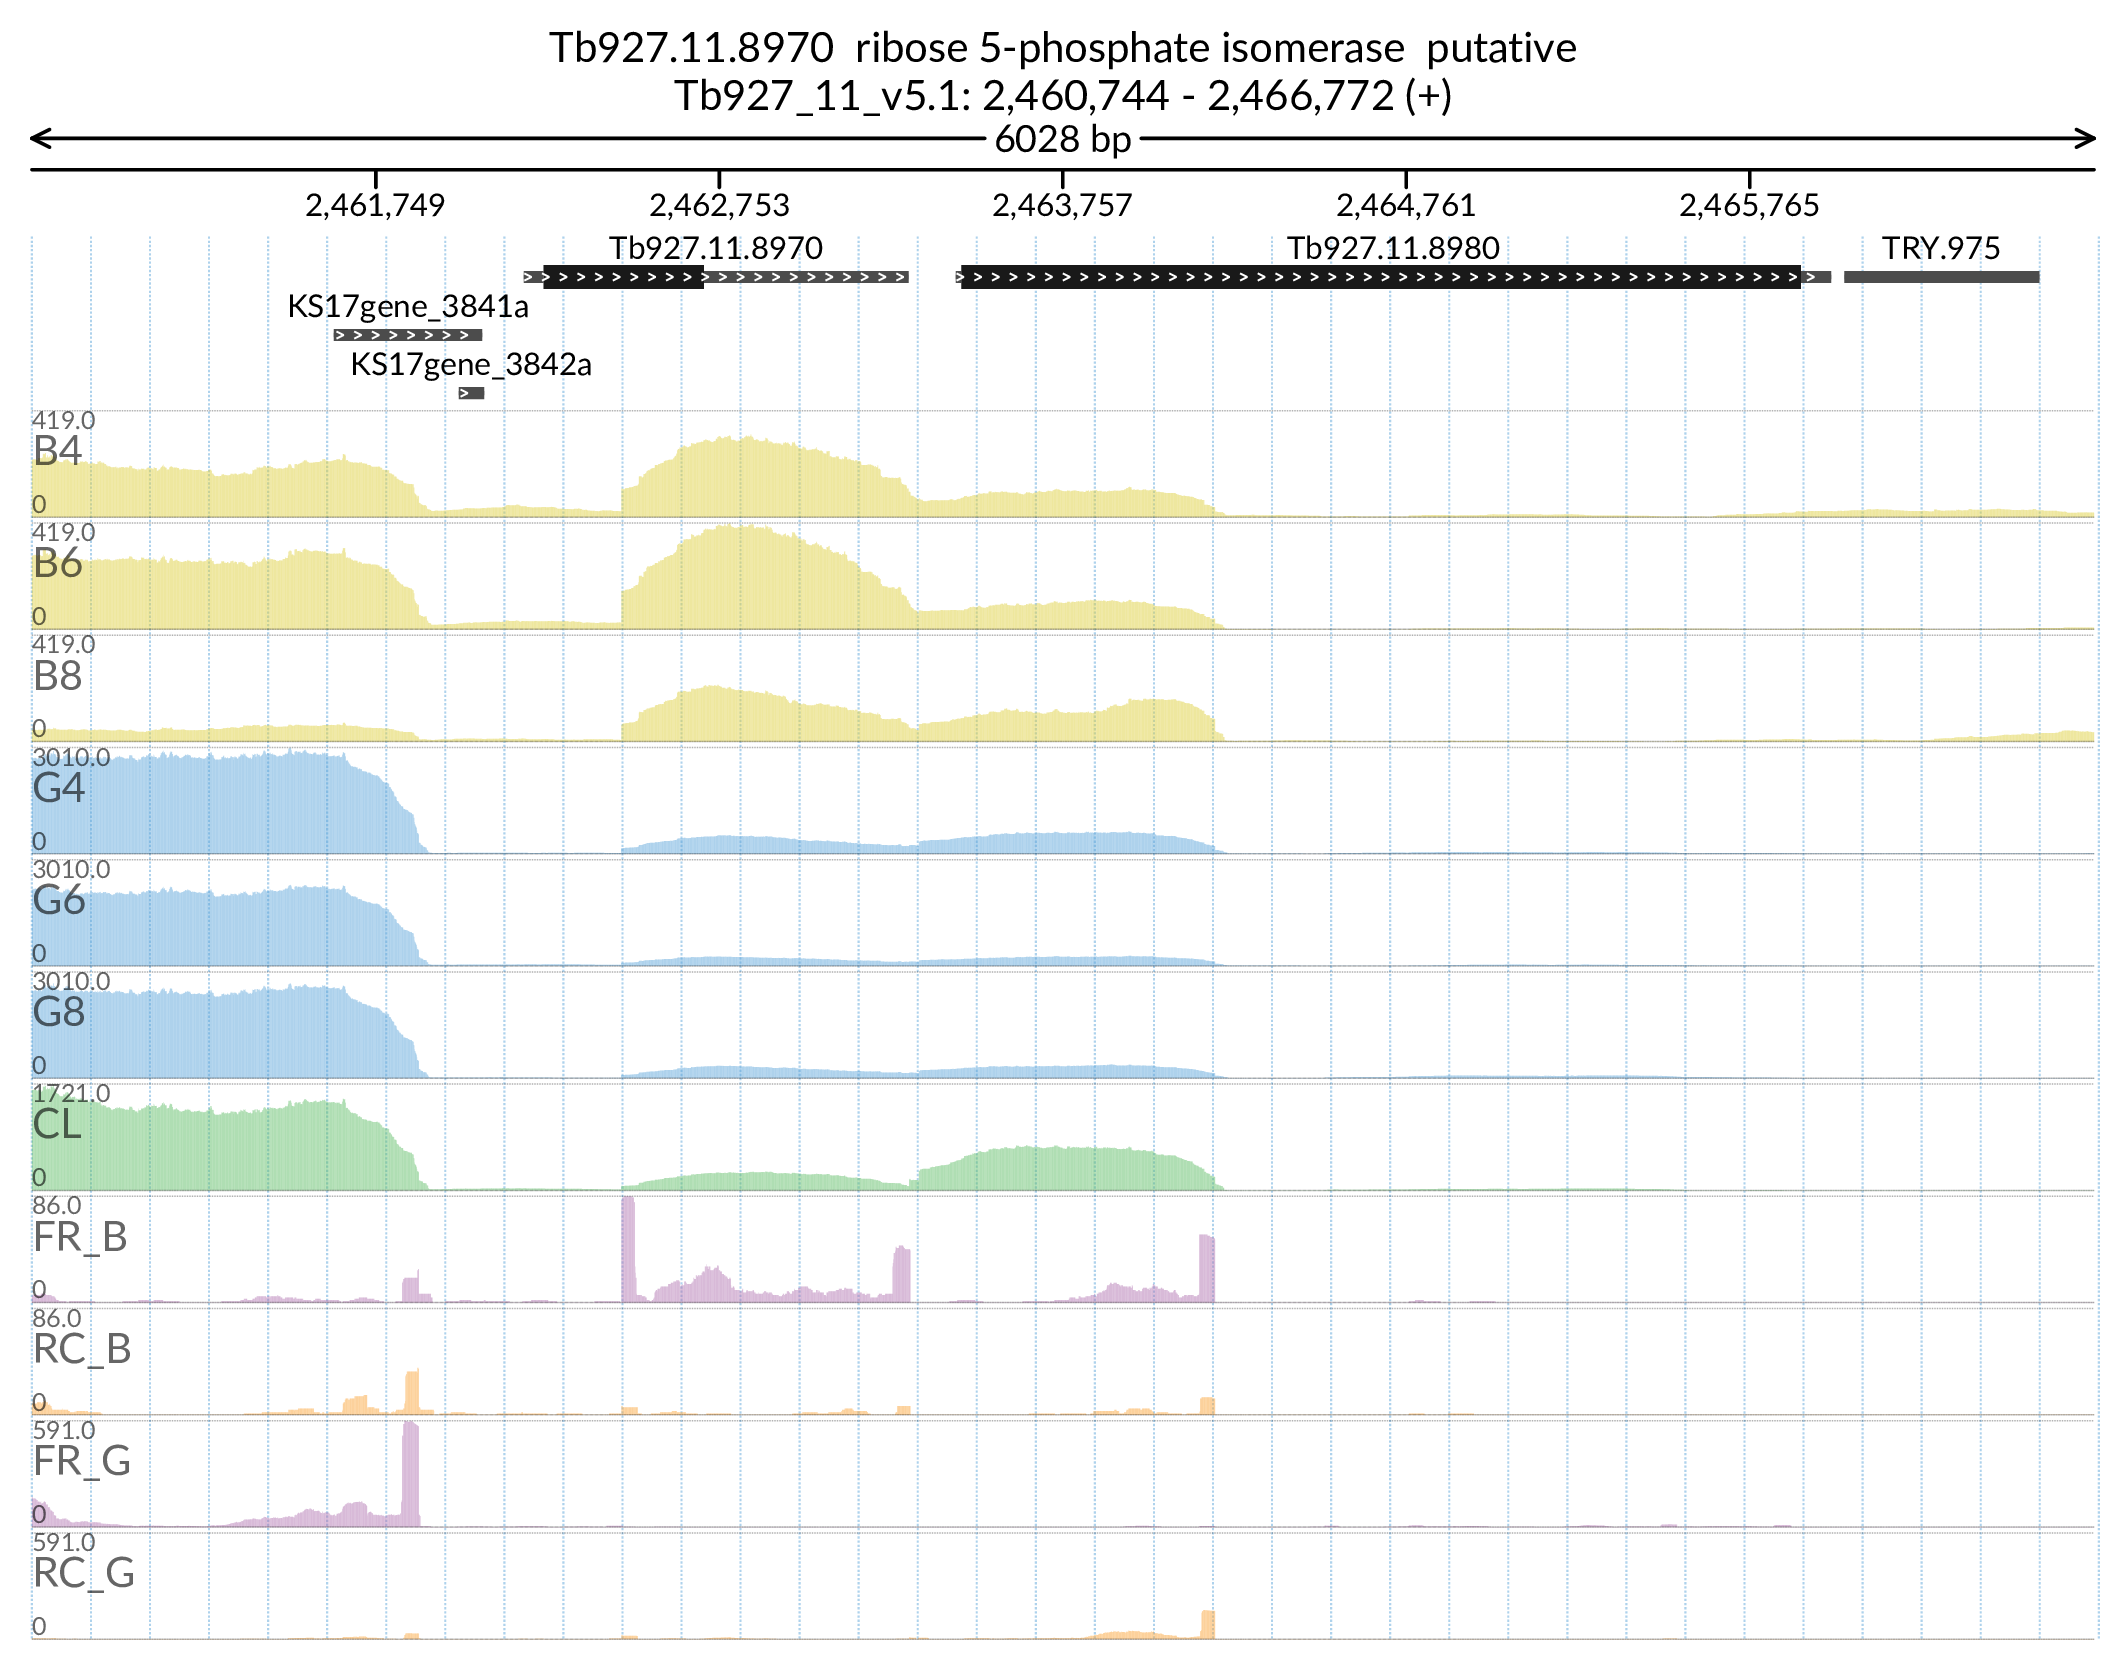 Tb927.11.8970 ribose 5-phosphate isomerase putative
Tb927_11_v5.1: 2,460,744 - 2,466,772 (+)
6028 bp
2,461,749 2,462,753 2,463,757 2,464,761 2,465,765
Tb927.11.8970 Tb927.11.8980 TRY.975
KS17gene_3841a
KS17gene_3842a
419.0
B4
0
419.0
B6
0
419.0
B8
0
3010.0
G4
0
3010.0
G6
0
3010.0
G8
0
1721.0
CL
0
86.0
FR_B
0
86.0
RC_B
0
591.0
FR_G
0
591.0
RC_G
0